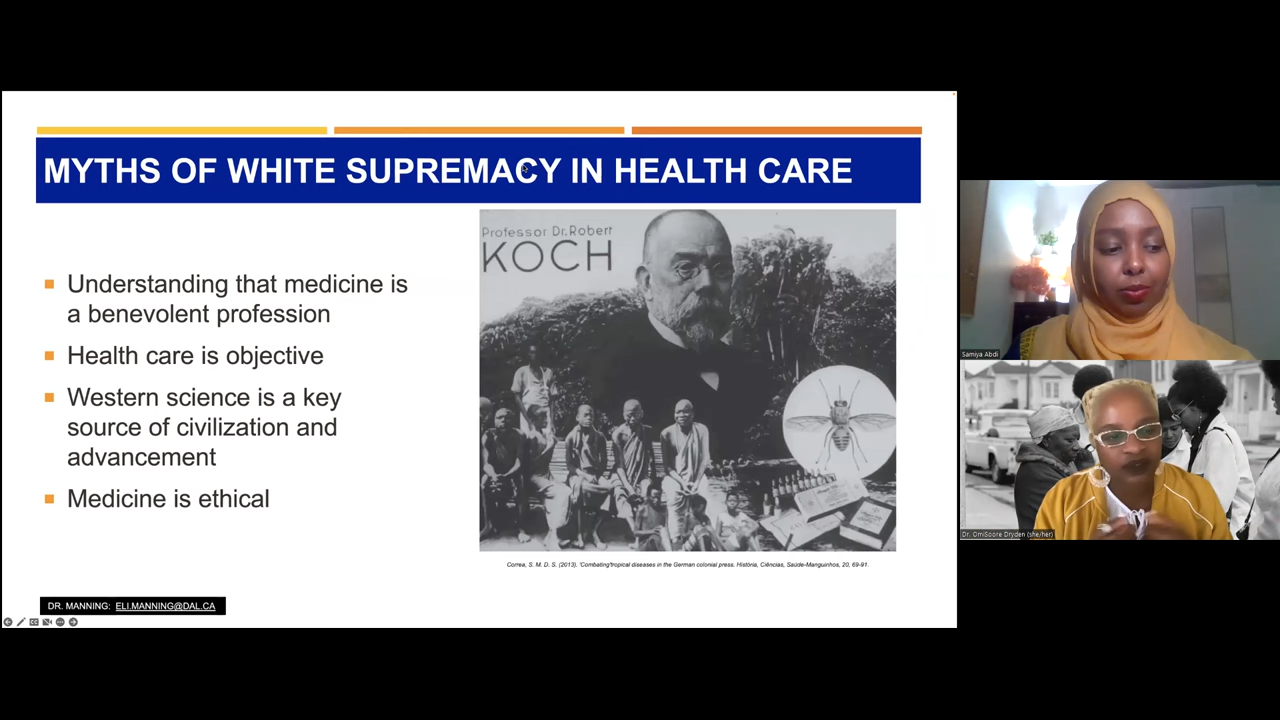 MYTHS OF WHITE SUPREMACY IN HEALTH CARE
Understanding that medicine is
a benevolent profession
Health care is objective
Western science is a key
source of civilization and
advancement
Medicine is ethical
Professor Dr. Robert
KOCH
Correa, S. M. D. S. (2013). 'Combating'tropical diseases in the German colonial press. História, Ciências, Saúde-Manguinhos, 20, 69-91.
DR. MANNING: ELI.MANNING@DAL.CA
Samiya Abdi
Dr. OmiSoore Dryden (she/her)